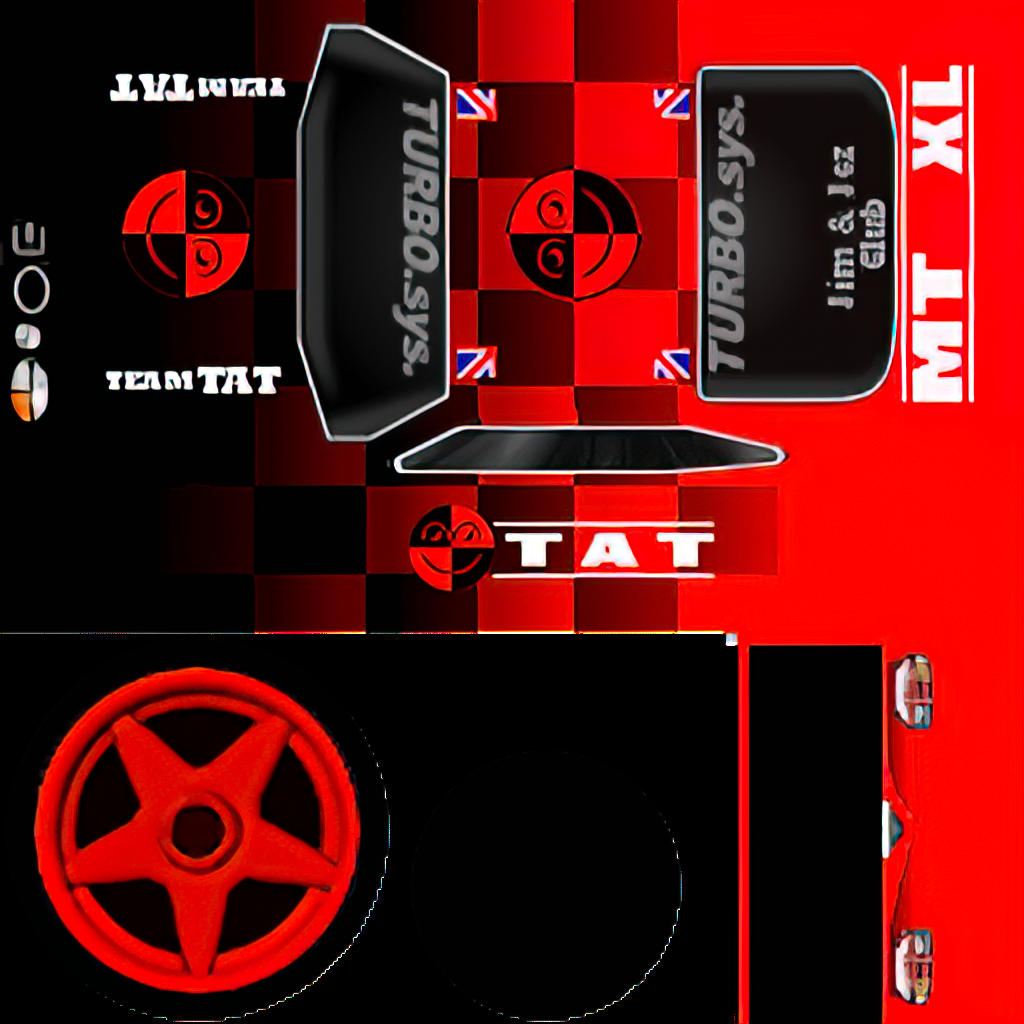 TEAM TAT
TURBO.sys.
TURBO.sys.
Jim & Jez
Club
MT XL
TEAM TAT
TAT